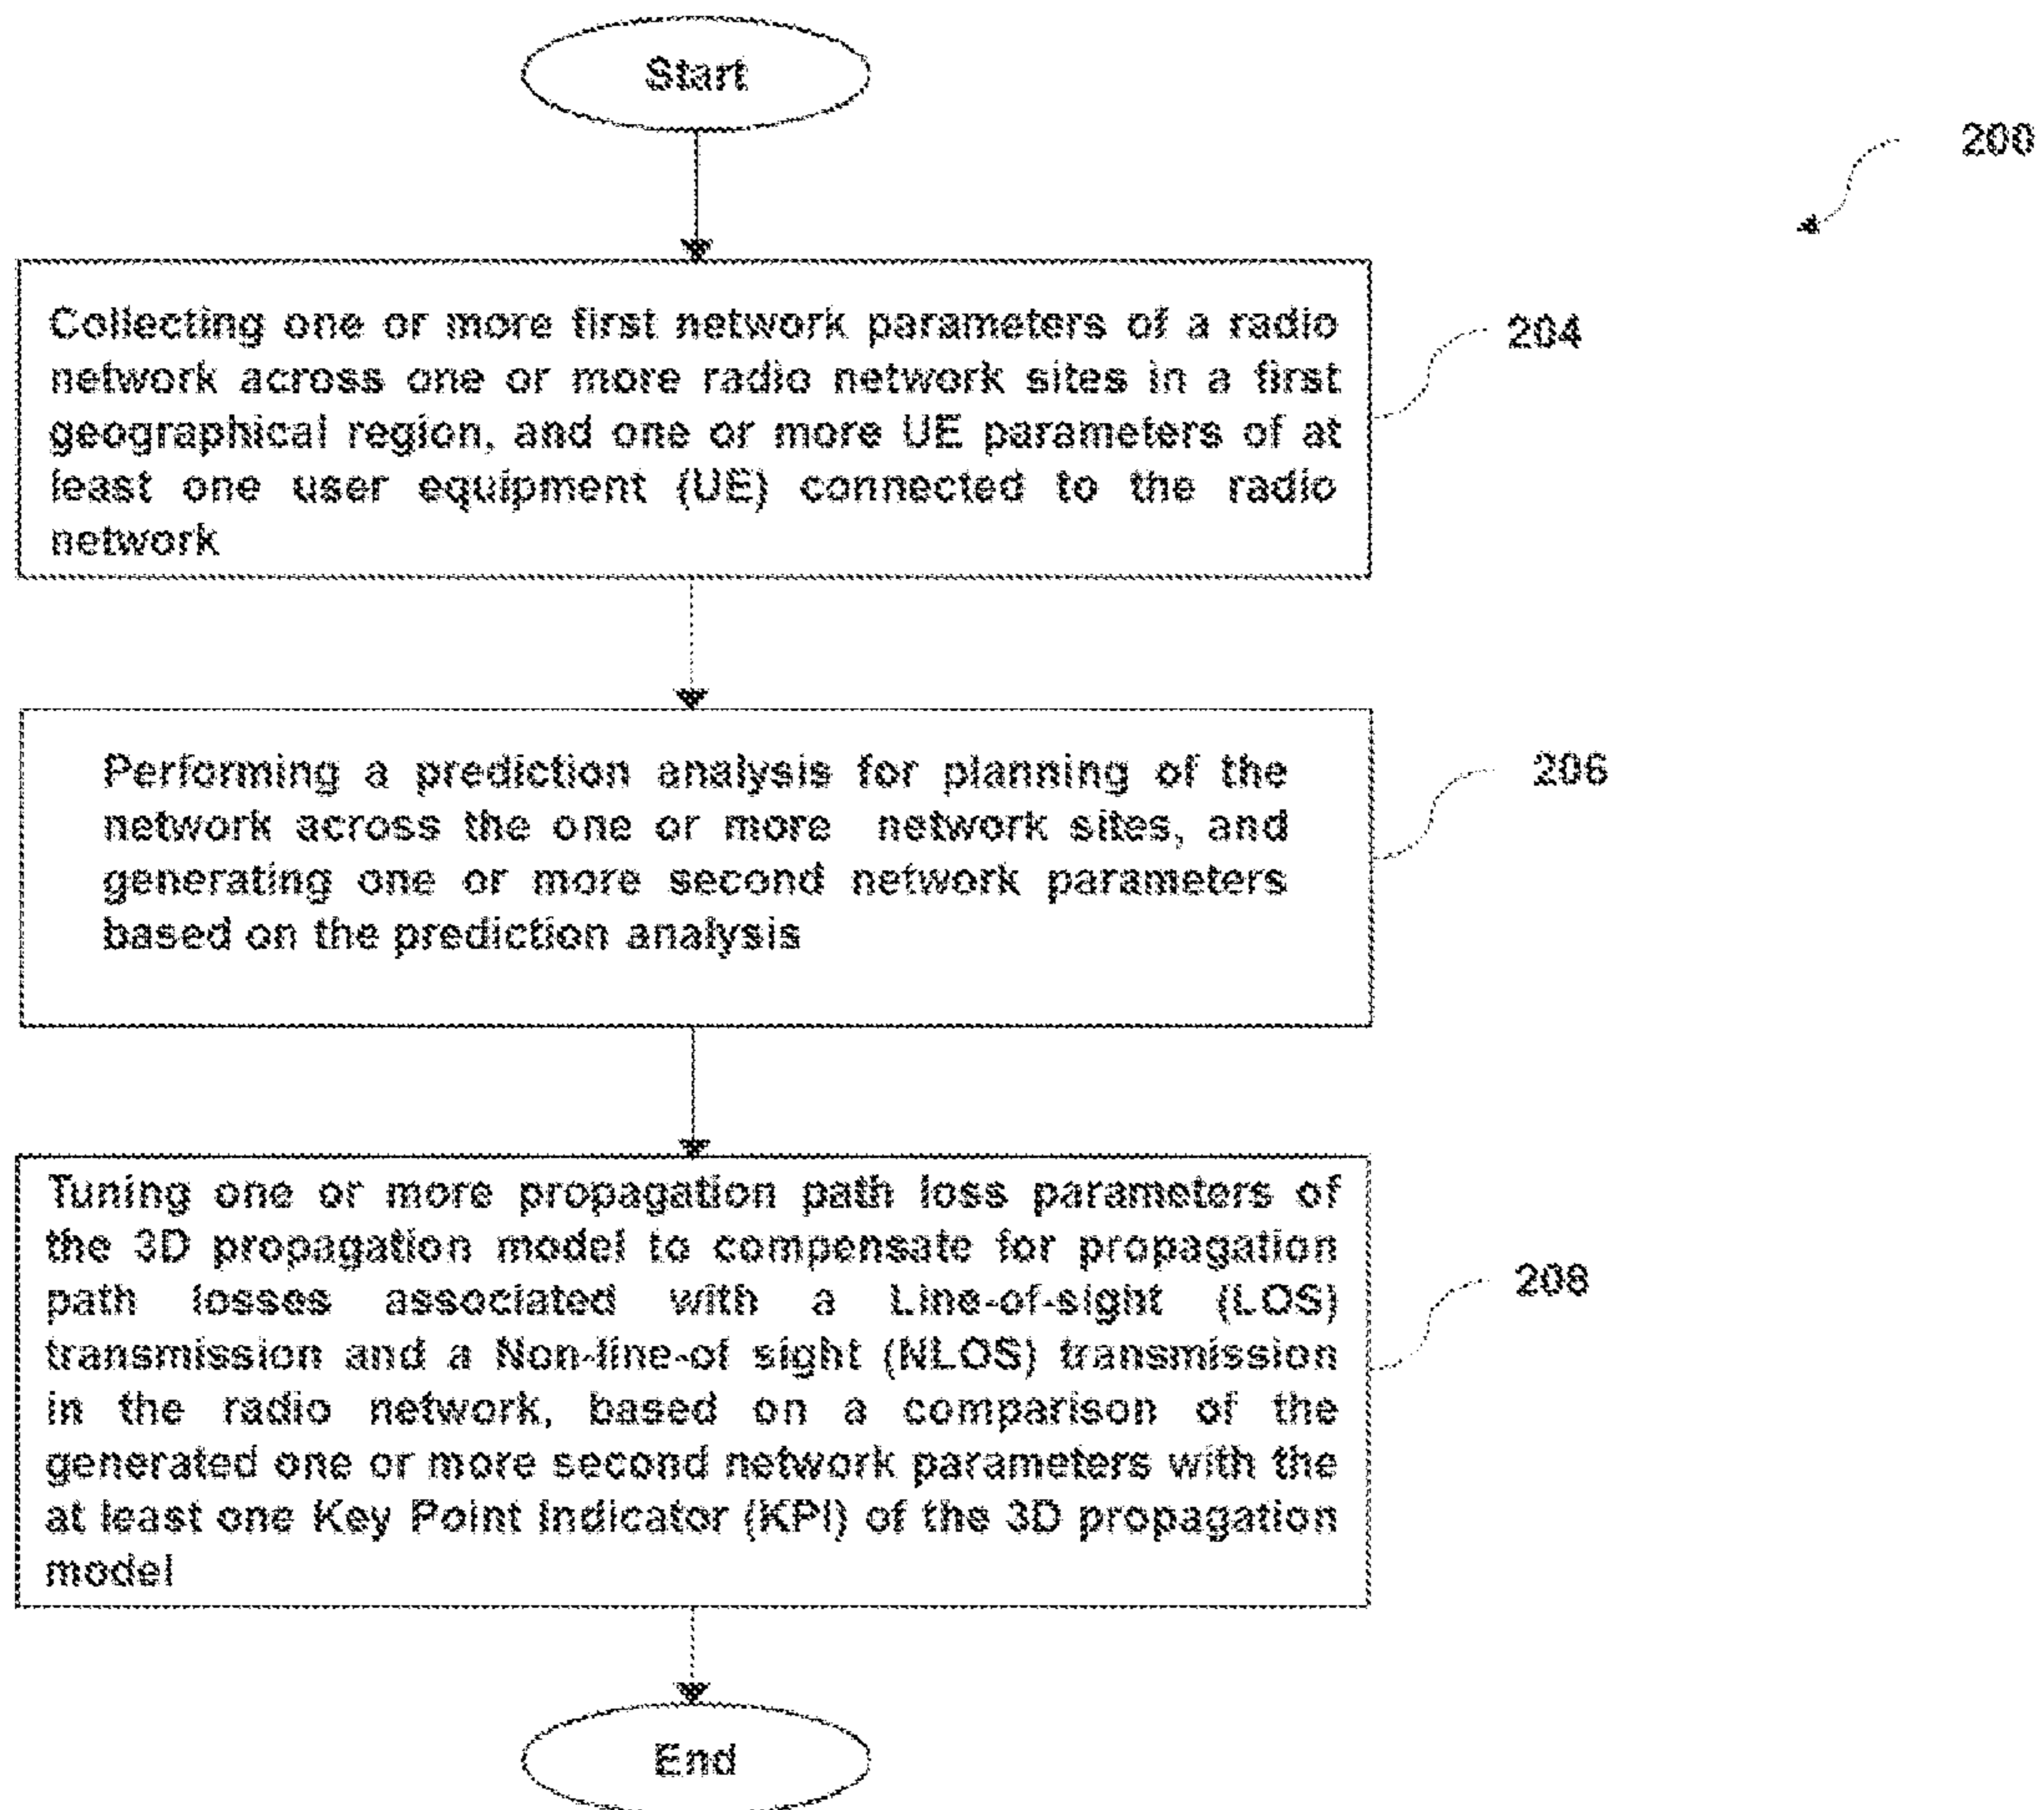 Start
200
Collecting one or more first network parameters of a radio
network across one or more radio network sites in a first
geographical region, and one or more UE parameters of at
least one user equipment (UE) connected to the radio
network
204
Performing a prediction analysis for planning of the
network across the one or more network sites, and
generating one or more second network parameters
based on the prediction analysis
206
Tuning one or more propagation path loss parameters of
the 3D propagation model to compensate for propagation
path losses associated with a Line-of-sight (LOS)
transmission and a Non-line-of sight (NLOS) transmission
in the radio network, based on a comparison of the
generated one or more second network parameters with the
at least one Key Point Indicator (KPI) of the 3D propagation
model
208
End